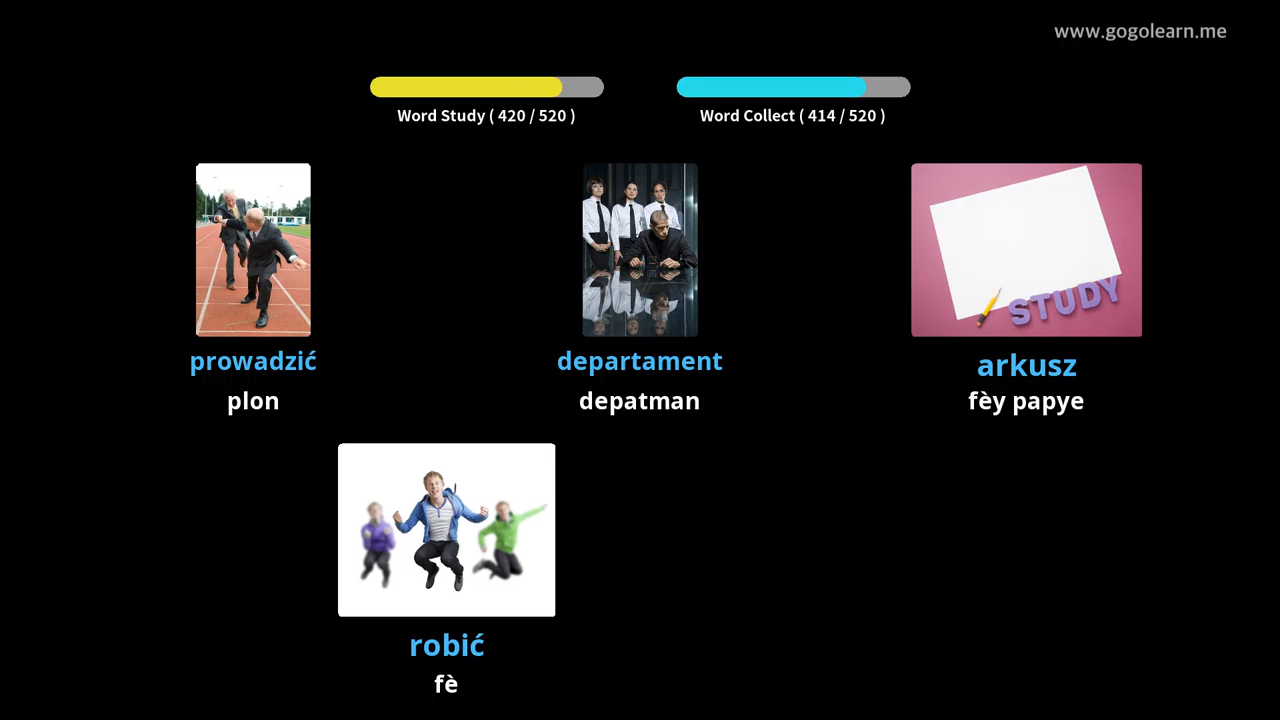 www.gogolearn.me
Word Study ( 420 / 520 )
Word Collect ( 414 / 520 )
STUDY
prowadzić
departament
arkusz
plon
depatman
fèy papye
robić
fè